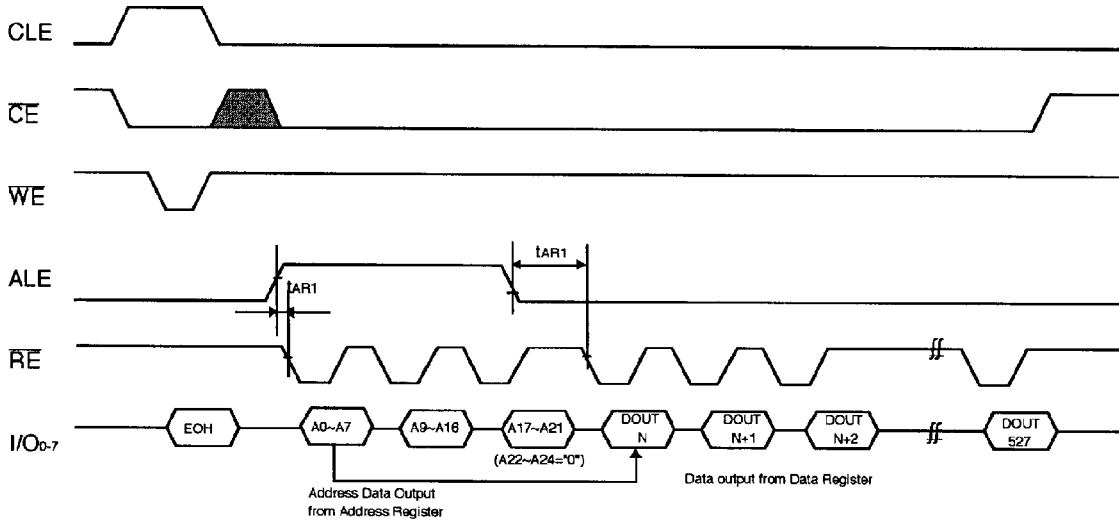 CLE
CE
WE
ALE
tAR1
tAR1
RE
I/O0-7
EOH
A0~A7
A9~A16
A17~A21
DOUT
N
DOUT
N+1
DOUT
N+2
DOUT
527
(A22~A24="0")
Address Data Output
from Address Register
Data output from Data Register